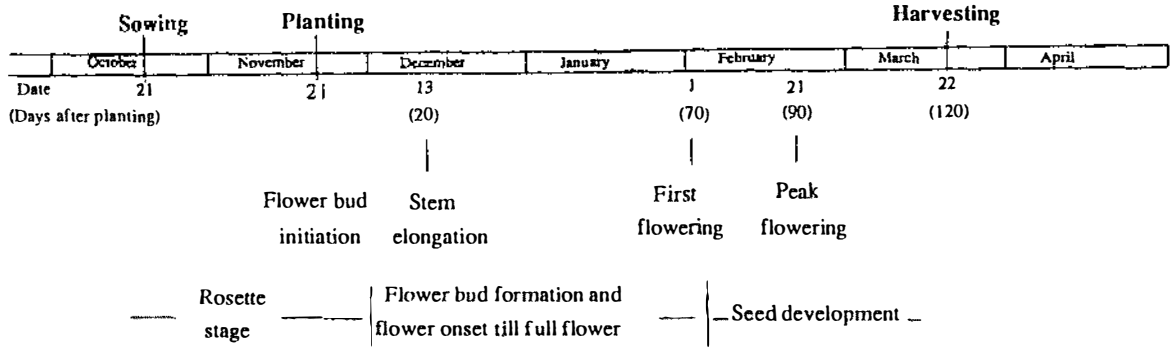 Sowing Planting Harvesting
October November December January February March April
Date 21 21 13 1 21 22
(Days after planting) (20) (70) (90) (120)
Flower bud initiation
Stem elongation
First flowering
Peak flowering
Rosette stage
Flower bud formation and
flower onset till full flower
Seed development